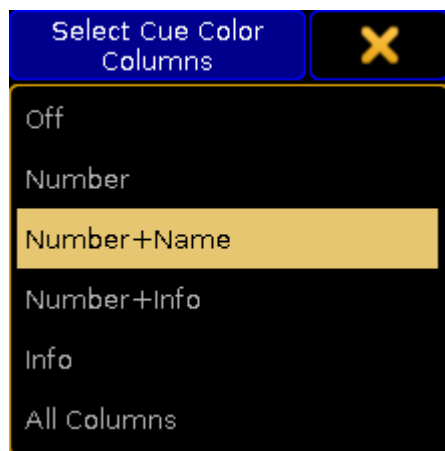 Select Cue Color
Columns
Off
Number
Number+Name
Number+Info
Info
All Columns